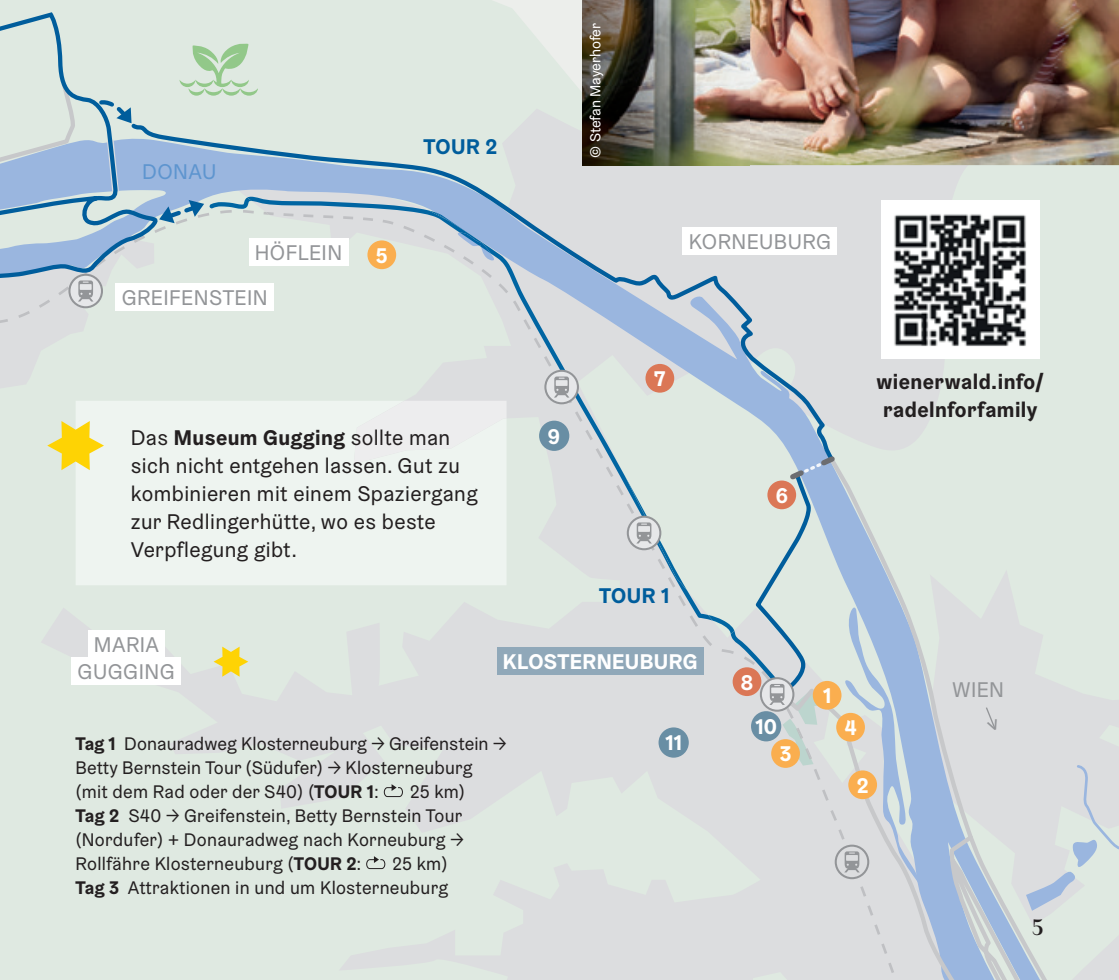 © Stefan Mayerhofer
TOUR 2
DONAU
KORNEUBURG
HÖFLEIN
5
GREIFENSTEIN
wienerwald.info/
radelnforfamily
7
9
Das Museum Gugging sollte man
sich nicht entgehen lassen. Gut zu
kombinieren mit einem Spaziergang
zur Redlingerhütte, wo es beste
Verpflegung gibt.
6
TOUR 1
MARIA
GUGGING
KLOSTERNEUBURG
8
1
WIEN
10
4
11
3
2
Tag 1 Donauradweg Klosterneuburg → Greifenstein →
Betty Bernstein Tour (Südufer) → Klosterneuburg
(mit dem Rad oder der S40) (TOUR 1: 25 km)
Tag 2 S40 → Greifenstein, Betty Bernstein Tour
(Nordufer) + Donauradweg nach Korneuburg →
Rollfähre Klosterneuburg (TOUR 2: 25 km)
Tag 3 Attraktionen in und um Klosterneuburg
5